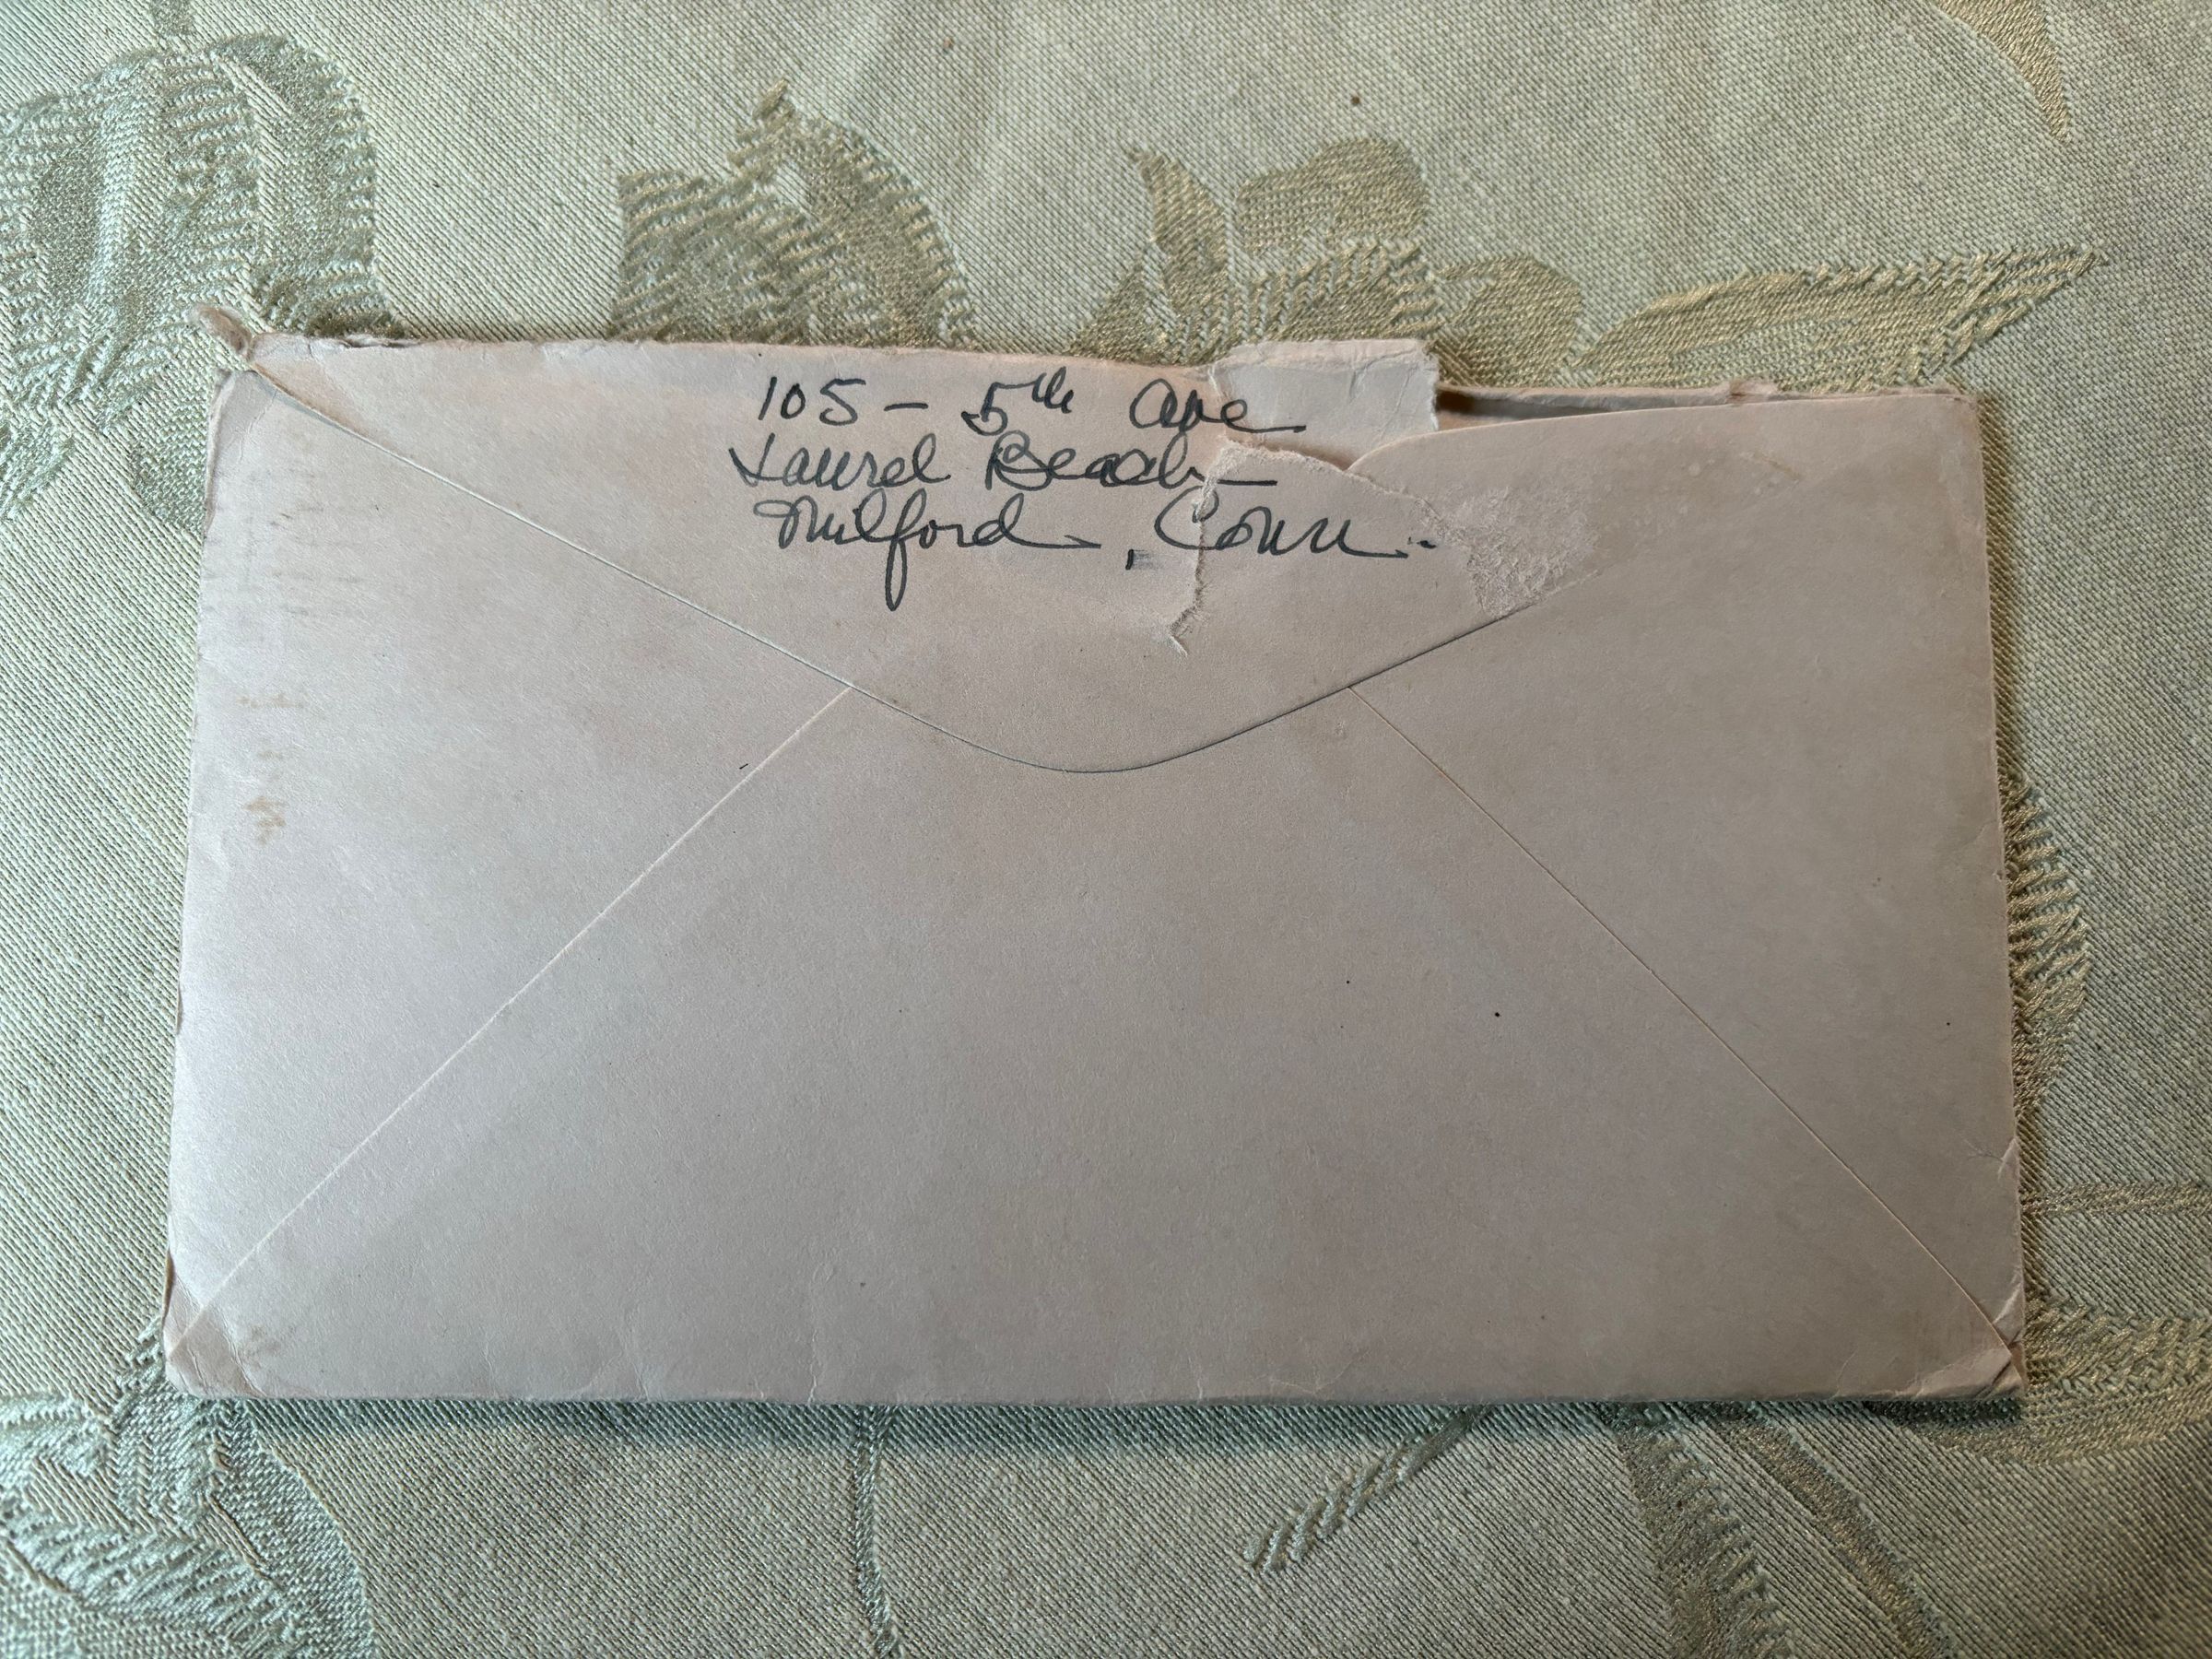 105 - 5th Ave
Laurel Beach
Milford, Conn.